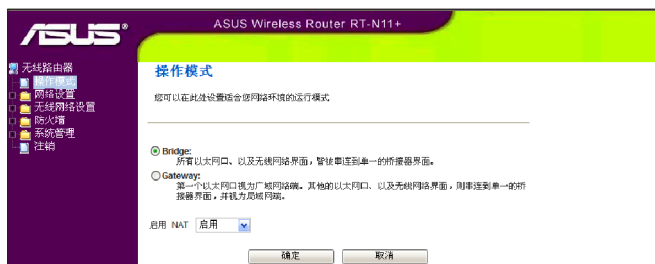 ASUS
ASUS Wireless Router RT-N11+
无线路由器
操作模式
网络设置
无线网络设置
防火墙
系统管理
注销
操作模式
您可以在此处设置适合您网路环境的运行模式
Bridge:
所有以太网口、以及无线网络界面，皆被串连到单一的桥接器界面。
Gateway:
第一个以太网口视为广域网络端。其他的以太网口、以及无线网络界面，则串连到单一的桥
接器界面，并视为局域网端。
启用 NAT 启用
确定 取消